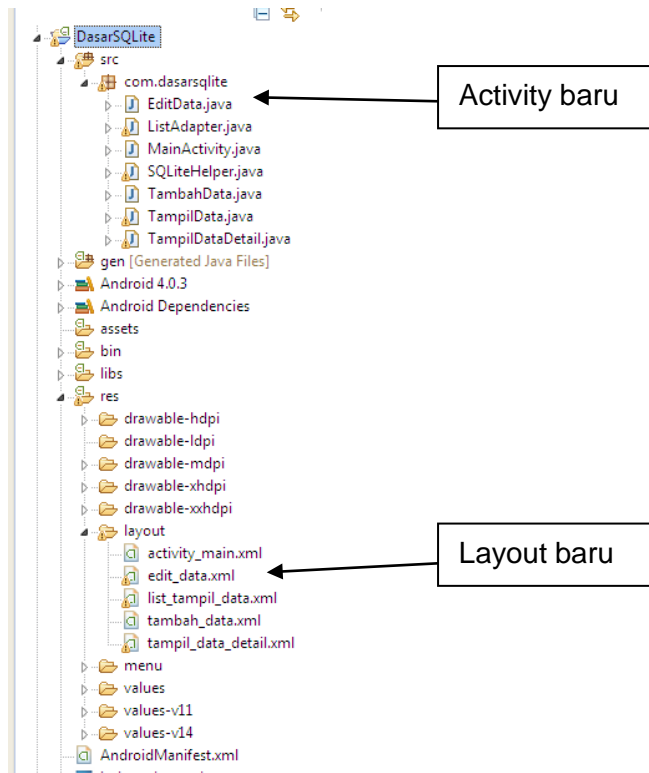 DasarSQLite
src
com.dasarsqlite
EditData.java
Activity baru
ListAdapter.java
MainActivity.java
SQLiteHelper.java
TambahData.java
TampilData.java
TampilDataDetail.java
gen [Generated Java Files]
Android 4.0.3
Android Dependencies
assets
bin
libs
res
drawable-hdpi
drawable-ldpi
drawable-mdpi
drawable-xhdpi
drawable-xxhdpi
layout
activity_main.xml
edit_data.xml
Layout baru
list_tampil_data.xml
tambah_data.xml
tampil_data_detail.xml
menu
values
values-v11
values-v14
AndroidManifest.xml